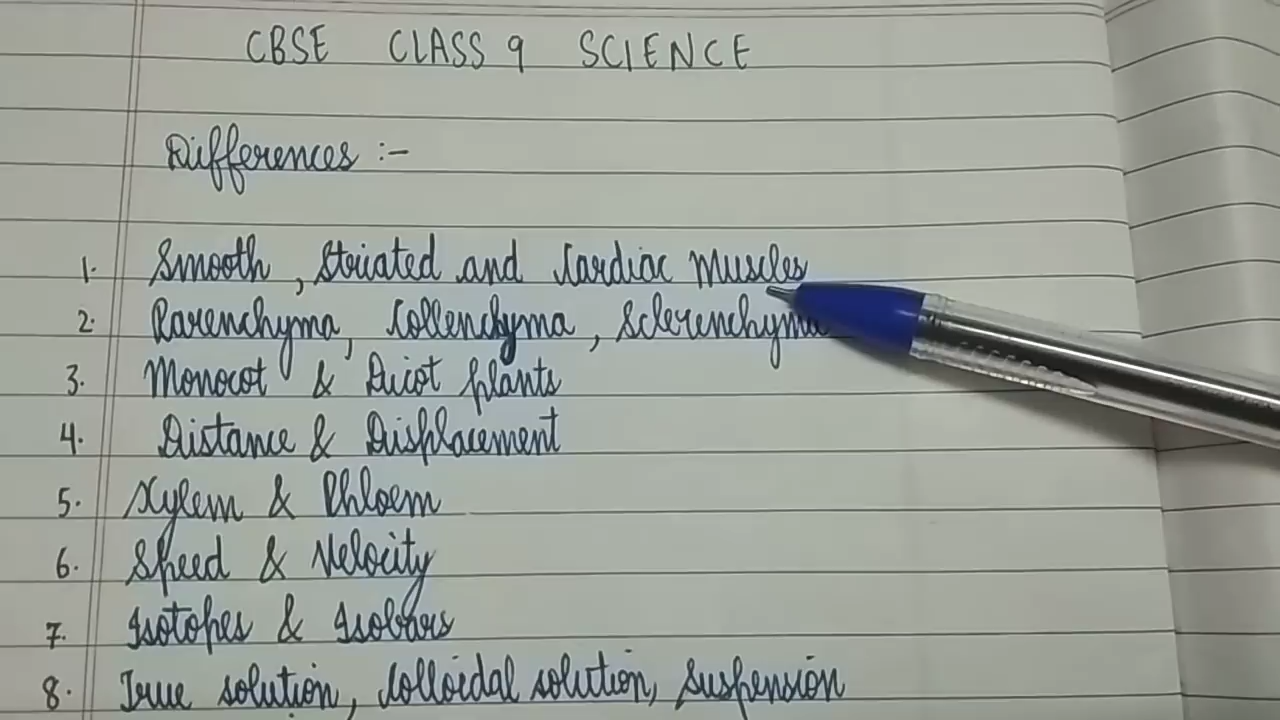 CBSE CLASS 9 SCIENCE
Differences :-
1. Smooth, Striated and Cardiac Muscles
2. Parenchyma, Collenchyma, Sclerenchyma
3. Monocot & Dicot plants
4. Distance & Displacement
5. Xylem & Phloem
6. Speed & Velocity
7. Isotopes & Isobars
8. True solution, Colloidal solution, Suspension